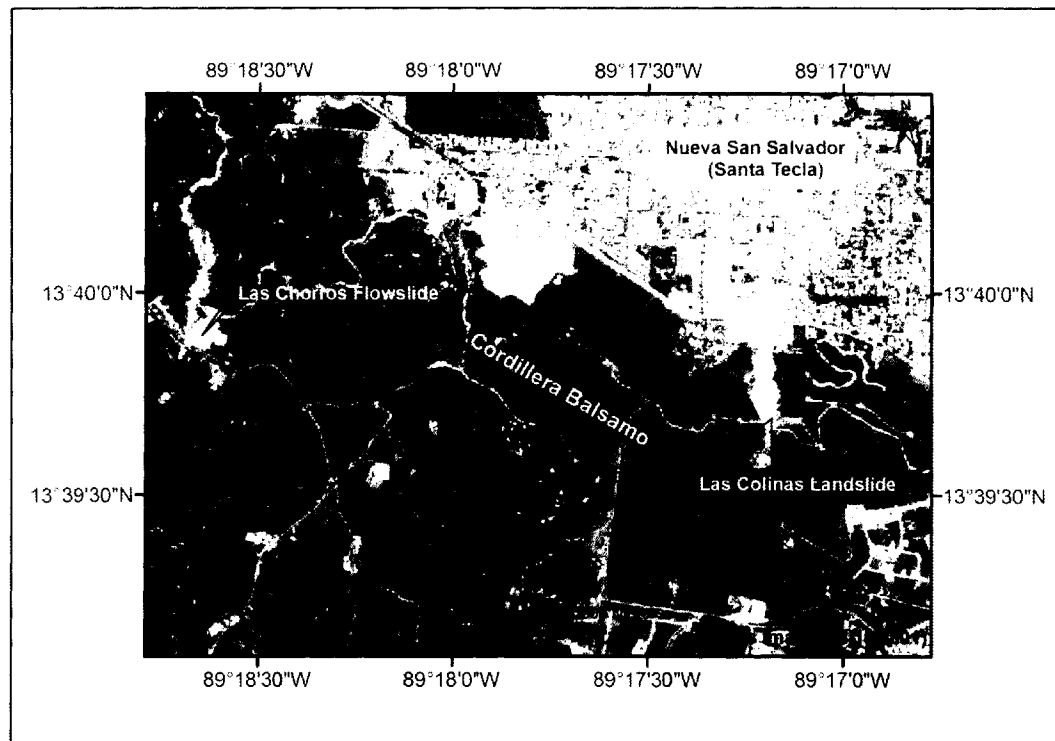 89°18'30"W 89°18'0"W 89°17'30"W 89°17'0"W
N
Nueva San Salvador
(Santa Tecla)
13°40'0"N 13°40'0"N
Las Chorros Flowslide
Cordillera Balsamo
Las Colinas Landslide
13°39'30"N 13°39'30"N
89°18'30"W 89°18'0"W 89°17'30"W 89°17'0"W